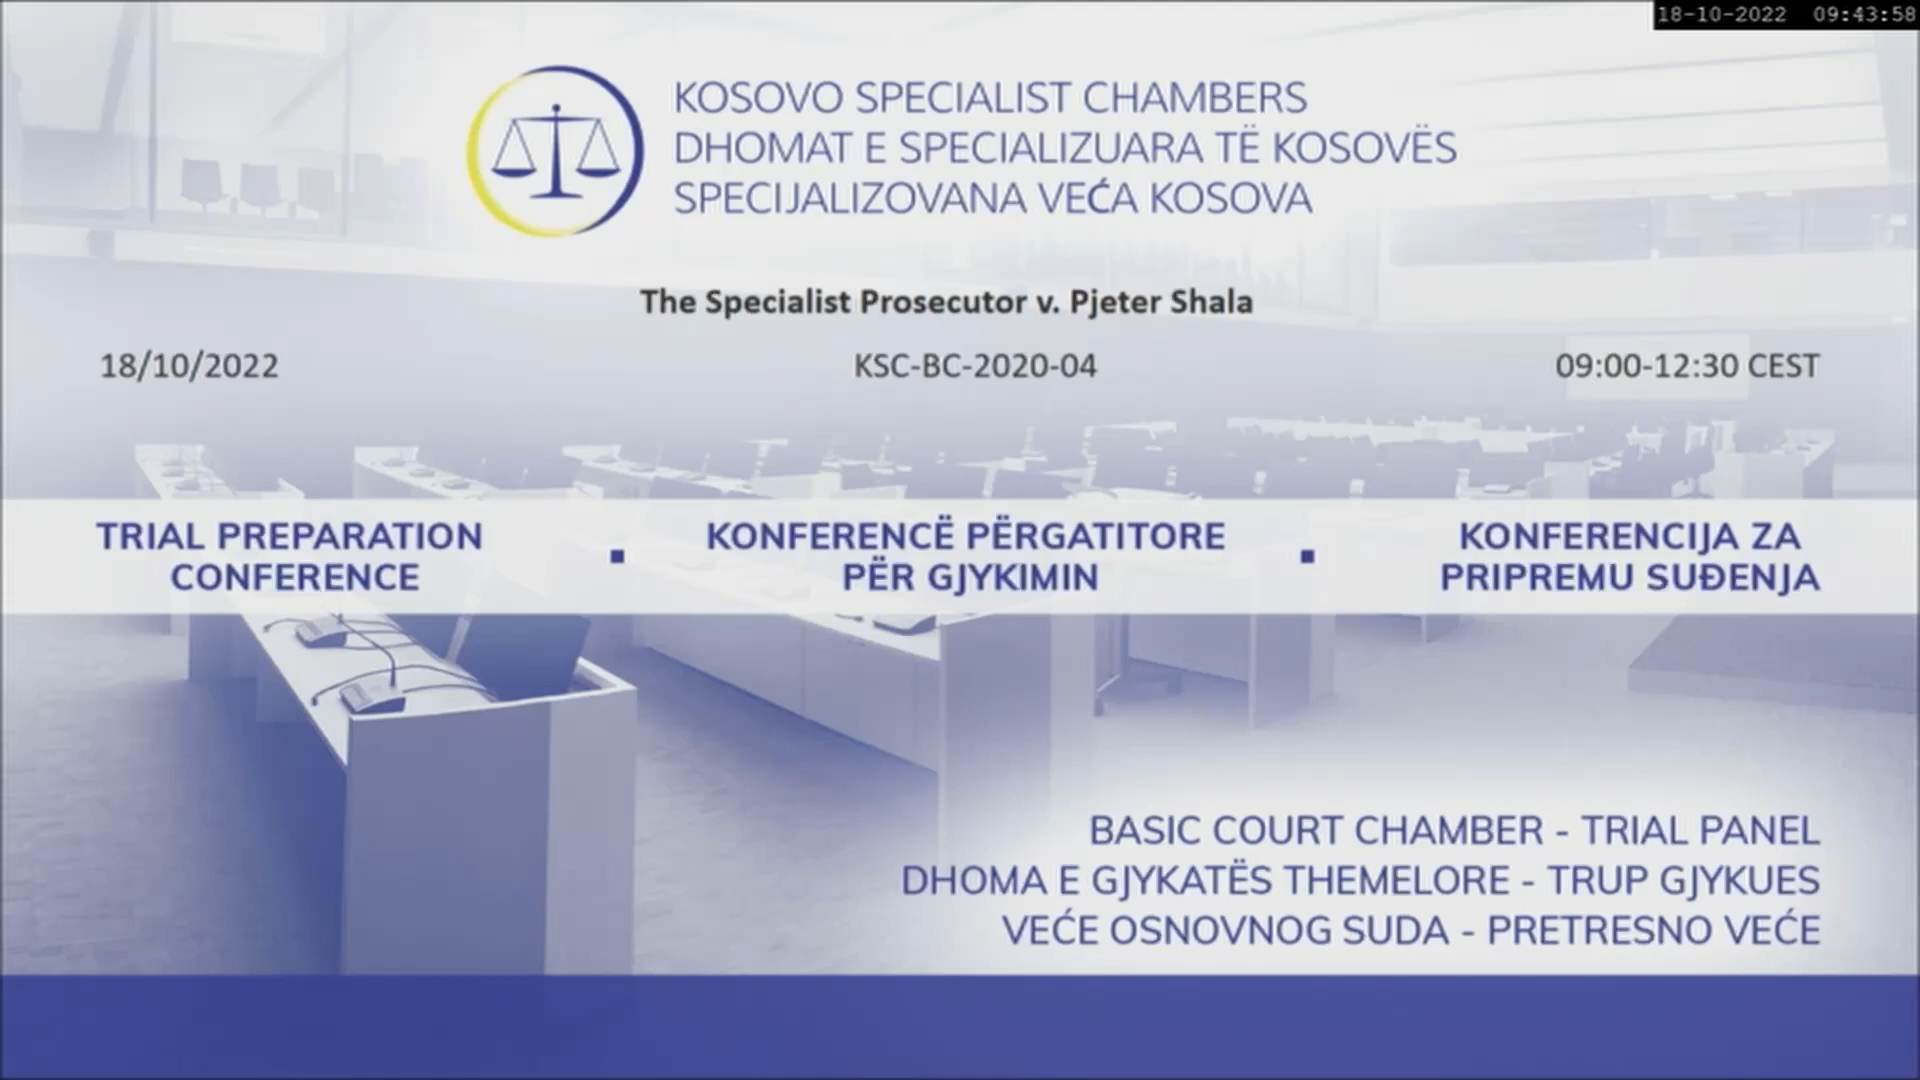 18-10-2022 09:43:58
KOSOVO SPECIALIST CHAMBERS
DHOMAT E SPECIALIZUARA TË KOSOVËS
SPECIJALIZOVANA VEĆA KOSOVA
The Specialist Prosecutor v. Pjeter Shala
18/10/2022 KSC-BC-2020-04 09:00-12:30 CEST
TRIAL PREPARATION
CONFERENCE
KONFERENCË PËRGATITORE
PËR GJYKIMIN
KONFERENCIJA ZA
PRIPREMU SUĐENJA
BASIC COURT CHAMBER - TRIAL PANEL
DHOMA E GJYKATËS THEMELORE - TRUP GJYKUES
VEĆE OSNOVNOG SUDA - PRETRESNO VEĆE